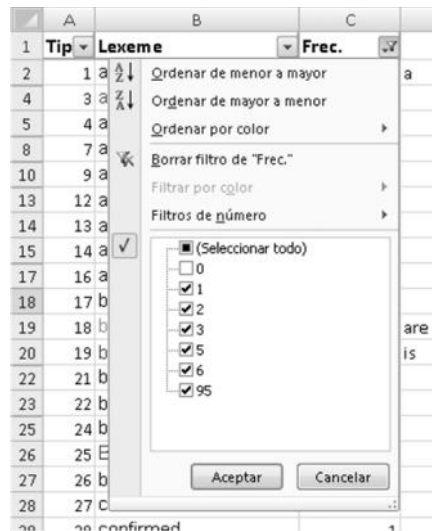 A B C
1 Tip Lexeme Frec.
2 1 a Ordenar de menor a mayor a
4 3 a Ordenar de mayor a menor
5 4 a Ordenar por color
8 7 a Borrar filtro de "Frec."
10 9 a Filtrar por color
13 12 a
14 13 a Filtros de número
15 14 a (Seleccionar todo)
17 16 a 0
18 17 b 1
2
19 18 b 3 are
20 19 b 5 is
22 21 b 6
23 22 b 95
25 24 b
26 25 E
27 26 b Aceptar Cancelar
28 27 c
29 28 confirmed 1